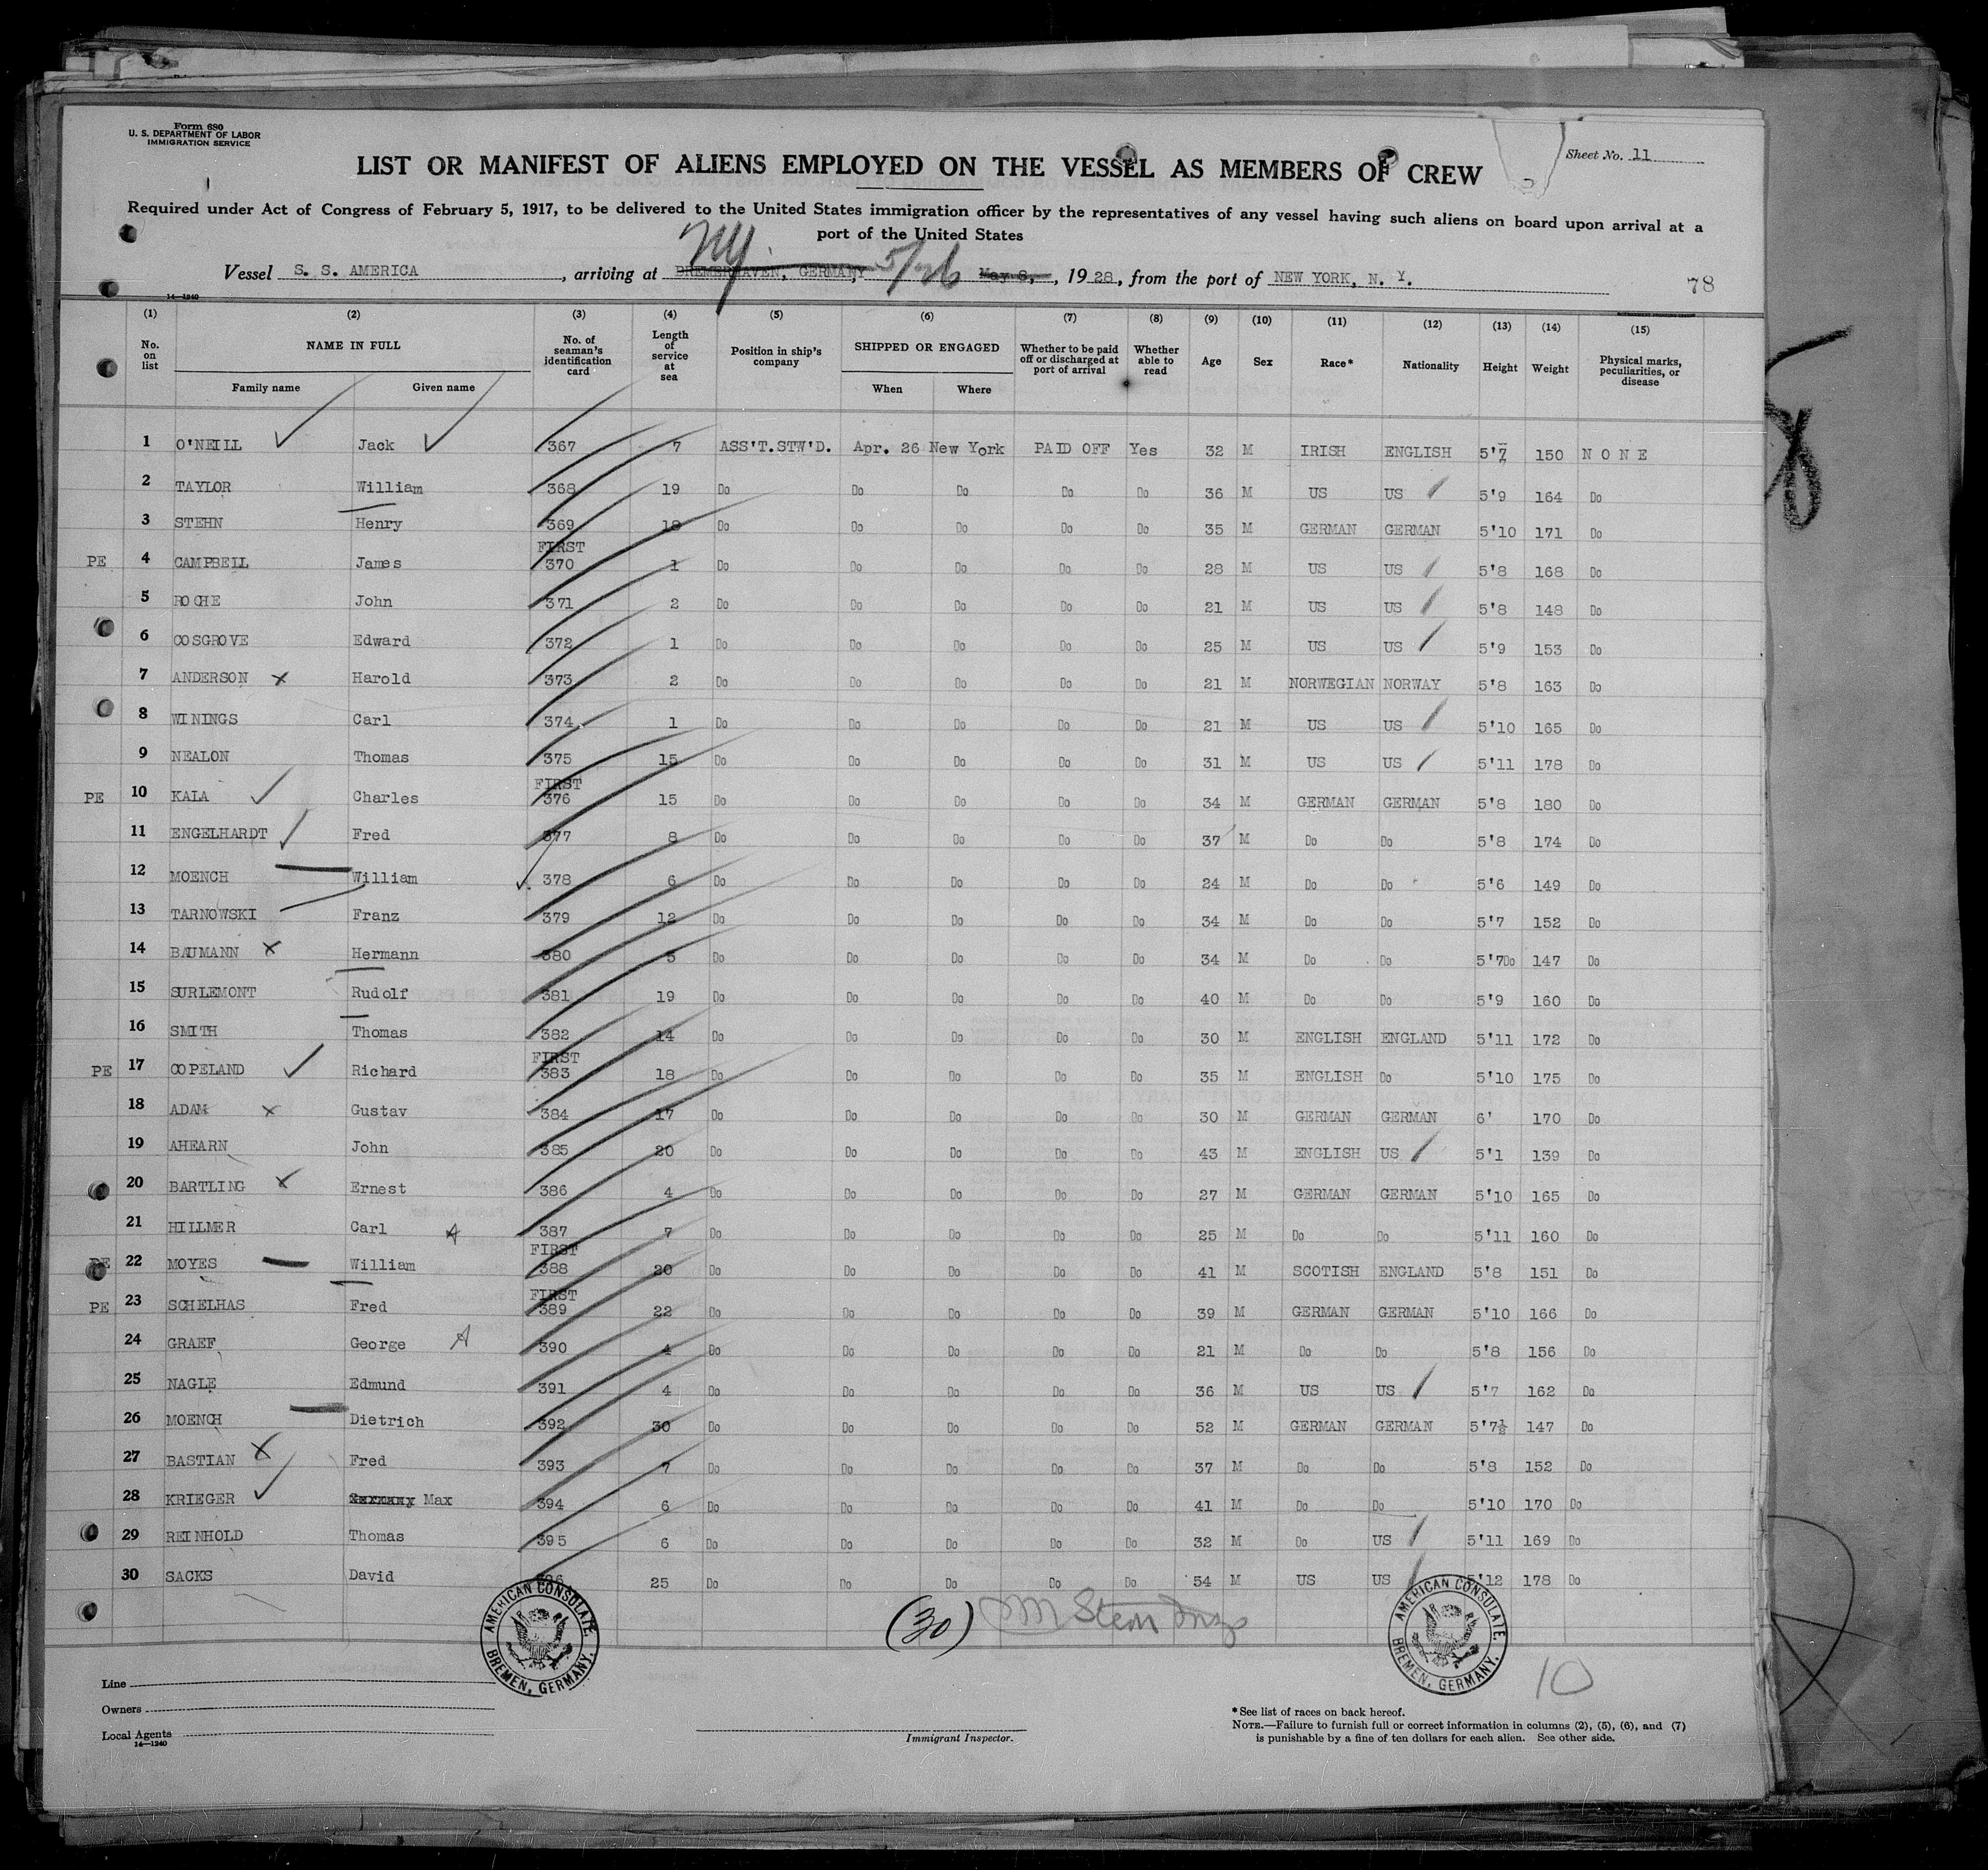 Form 680
U. S. DEPARTMENT OF LABOR
IMMIGRATION SERVICE
Sheet No. 11
LIST OR MANIFEST OF ALIENS EMPLOYED ON THE VESSEL AS MEMBERS OF CREW
Required under Act of Congress of February 5, 1917, to be delivered to the United States immigration officer by the representatives of any vessel having such aliens on board upon arrival at a
port of the United States
Vessel S. S. AMERICA, arriving at BREMERHAVEN, GERMANY, NY. 5/26 May 8, 1928, from the port of NEW YORK, N. Y.
78
14—1240
(1) (2) (3) (4) (5) (6) (7) (8) (9) (10) (11) (12) (13) (14) (15)
No. on list NAME IN FULL Family name Given name No. of seaman's identification card Length of service at sea Position in ship's company SHIPPED OR ENGAGED When Where Whether to be paid off or discharged at port of arrival Whether able to read Age Sex Race* Nationality Height Weight Physical marks, peculiarities, or disease
1 O'NEILL Jack 367 7 ASS'T.STW'D. Apr. 26 New York PAID OFF Yes 32 M IRISH ENGLISH 5'7 150 N O N E
2 TAYLOR William 368 19 Do Do Do Do Do 36 M US US 5'9 164 Do
3 STEHN Henry 369 18 Do Do Do Do Do 35 M GERMAN GERMAN 5'10 171 Do
PE 4 CAMPBELL James FIRST 370 1 Do Do Do Do Do 28 M US US 5'8 168 Do
5 ROCHE John 371 2 Do Do Do Do Do 21 M US US 5'8 148 Do
6 COSGROVE Edward 372 1 Do Do Do Do Do 25 M US US 5'9 153 Do
7 ANDERSON x Harold 373 2 Do Do Do Do Do 21 M NORWEGIAN NORWAY 5'8 163 Do
8 WININGS Carl 374 1 Do Do Do Do Do 21 M US US 5'10 165 Do
9 NEALON Thomas 375 15 Do Do Do Do Do 31 M US US 5'11 178 Do
PE 10 KALA Charles FIRST 376 15 Do Do Do Do Do 34 M GERMAN GERMAN 5'8 180 Do
11 ENGELHARDT Fred 377 8 Do Do Do Do Do 37 M Do Do 5'8 174 Do
12 MOENCH William 378 6 Do Do Do Do Do 24 M Do Do 5'6 149 Do
13 TARNOWSKI Franz 379 12 Do Do Do Do Do 34 M Do Do 5'7 152 Do
14 BAUMANN x Hermann 380 5 Do Do Do Do Do 34 M Do Do 5'7Do 147 Do
15 SURLEMONT Rudolf 381 19 Do Do Do Do Do 40 M Do Do 5'9 160 Do
16 SMITH Thomas 382 14 Do Do Do Do Do 30 M ENGLISH ENGLAND 5'11 172 Do
PE 17 COPELAND Richard FIRST 383 18 Do Do Do Do Do 35 M ENGLISH Do 5'10 175 Do
18 ADAM x Gustav 384 17 Do Do Do Do Do 30 M GERMAN GERMAN 6' 170 Do
19 AHEARN John 385 20 Do Do Do Do Do 43 M ENGLISH US 5'1 139 Do
20 BARTLING x Ernest 386 4 Do Do Do Do Do 27 M GERMAN GERMAN 5'10 165 Do
21 HILLMER Carl A 387 7 Do Do Do Do Do 25 M Do Do 5'11 160 Do
PE 22 MOYES William FIRST 388 20 Do Do Do Do Do 41 M SCOTISH ENGLAND 5'8 151 Do
PE 23 SCHELHAS Fred FIRST 389 22 Do Do Do Do Do 39 M GERMAN GERMAN 5'10 166 Do
24 GRAEF George A 390 4 Do Do Do Do Do 21 M Do Do 5'8 156 Do
25 NAGLE Edmund 391 4 Do Do Do Do Do 36 M US US 5'7 162 Do
26 MOENCH Dietrich 392 30 Do Do Do Do Do 52 M GERMAN GERMAN 5'7½ 147 Do
27 BASTIAN x Fred 393 7 Do Do Do Do Do 37 M Do Do 5'8 152 Do
28 KRIEGER Max 394 6 Do Do Do Do Do 41 M Do Do 5'10 170 Do
29 REINHOLD Thomas 395 6 Do Do Do Do Do 32 M Do US 5'11 169 Do
30 SACKS David 25 Do Do Do Do Do 54 M US US 5'12 178 Do
AMERICAN CONSULATE. BREMEN, GERMANY.
(30)
AMERICAN CONSULATE. BREMEN, GERMANY.
10
Line
Owners
Local Agents
14—1240
Immigrant Inspector.
*See list of races on back hereof.
NOTE.—Failure to furnish full or correct information in columns (2), (5), (6), and (7)
is punishable by a fine of ten dollars for each alien. See other side.